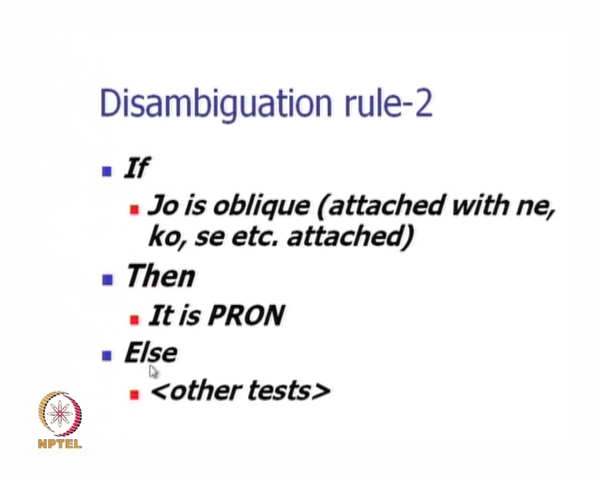 Disambiguation rule-2
If
Jo is oblique (attached with ne,
ko, se etc. attached)
Then
It is PRON
Else
<other tests>
NPTEL